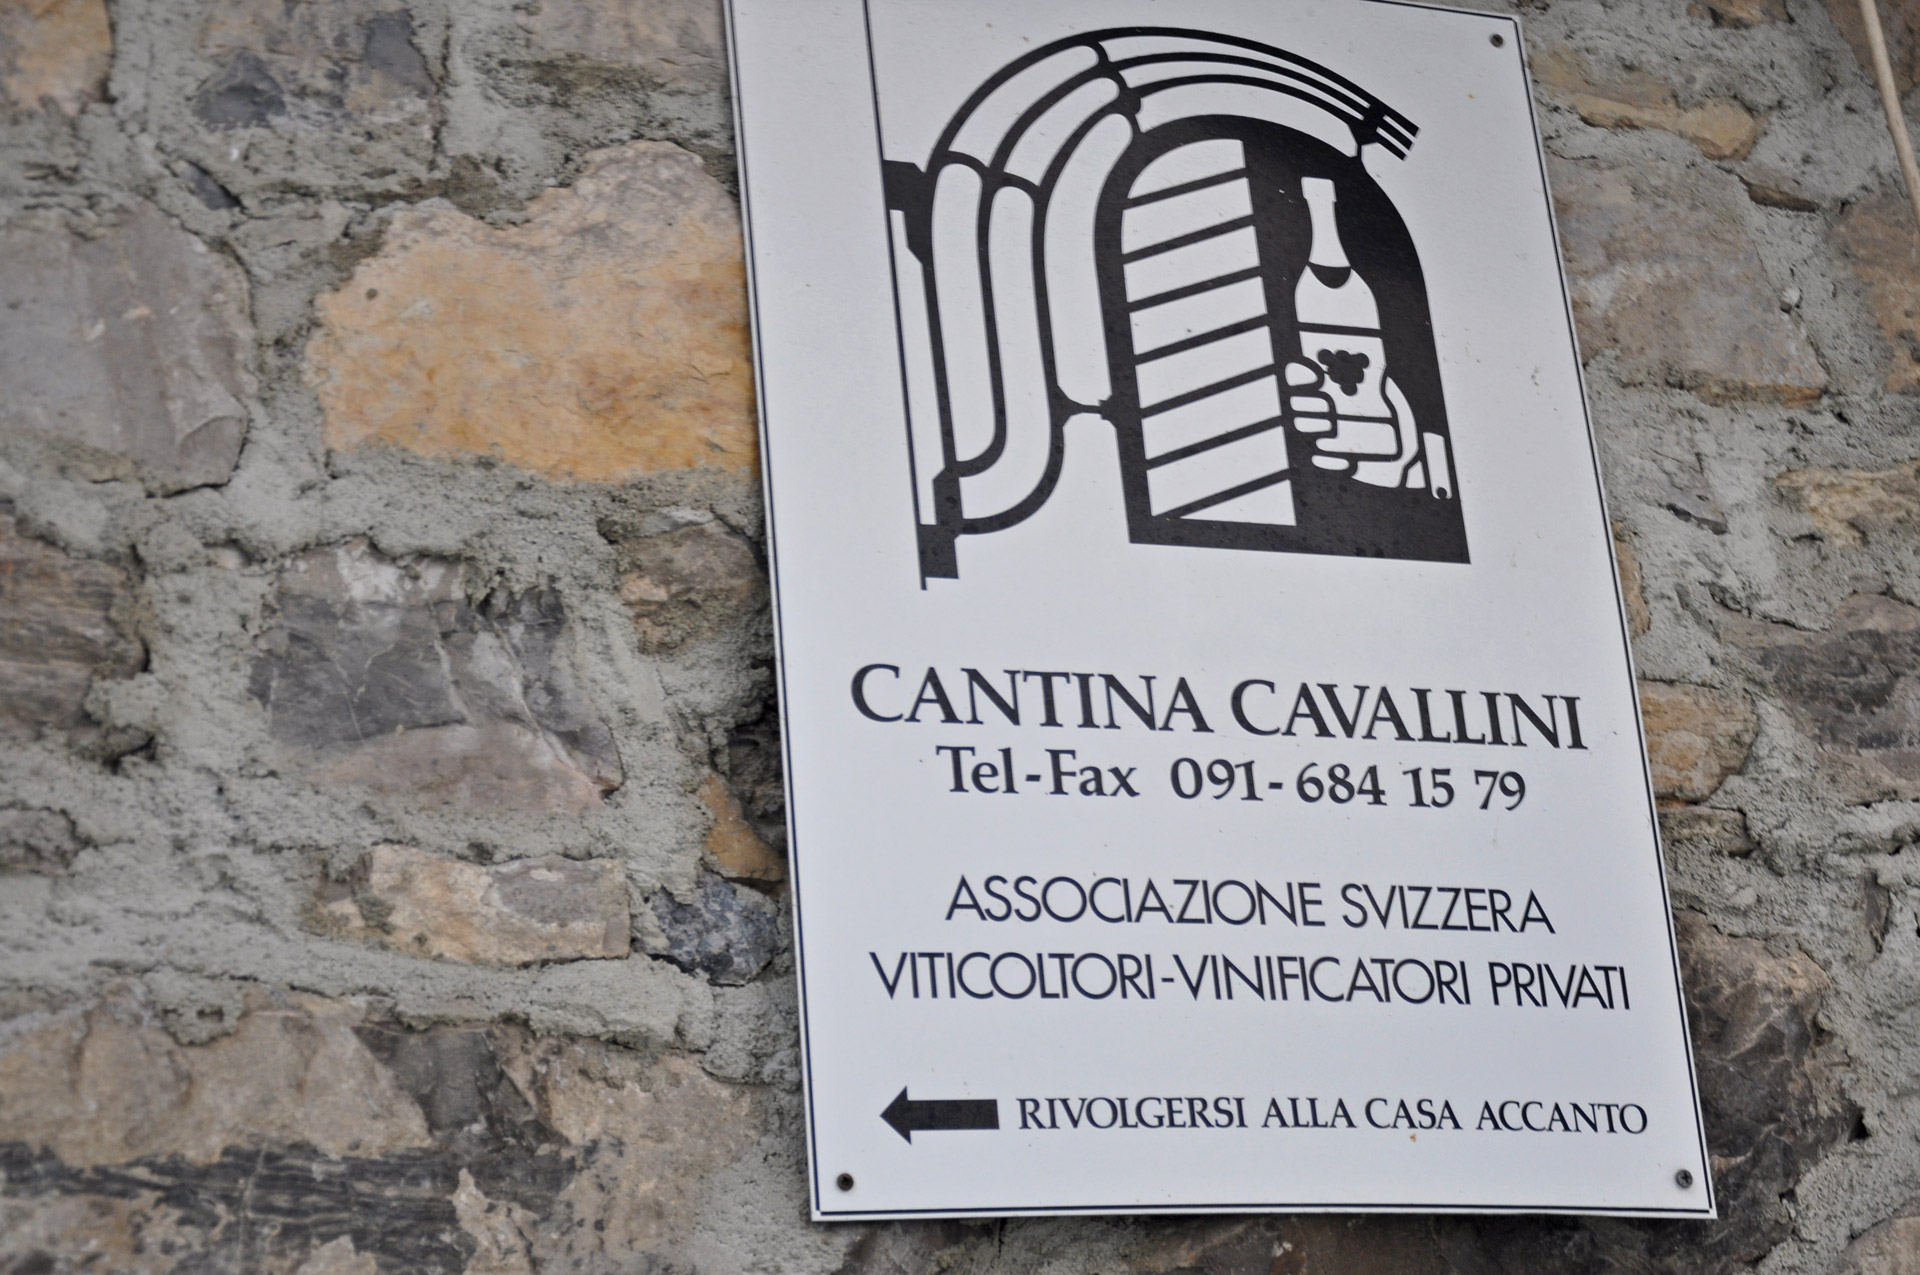 CANTINA CAVALLINI
Tel-Fax 091-684 15 79
ASSOCIAZIONE SVIZZERA
VITICOLTORI-VINIFICATORI PRIVATI
RIVOLGERSI ALLA CASA ACCANTO